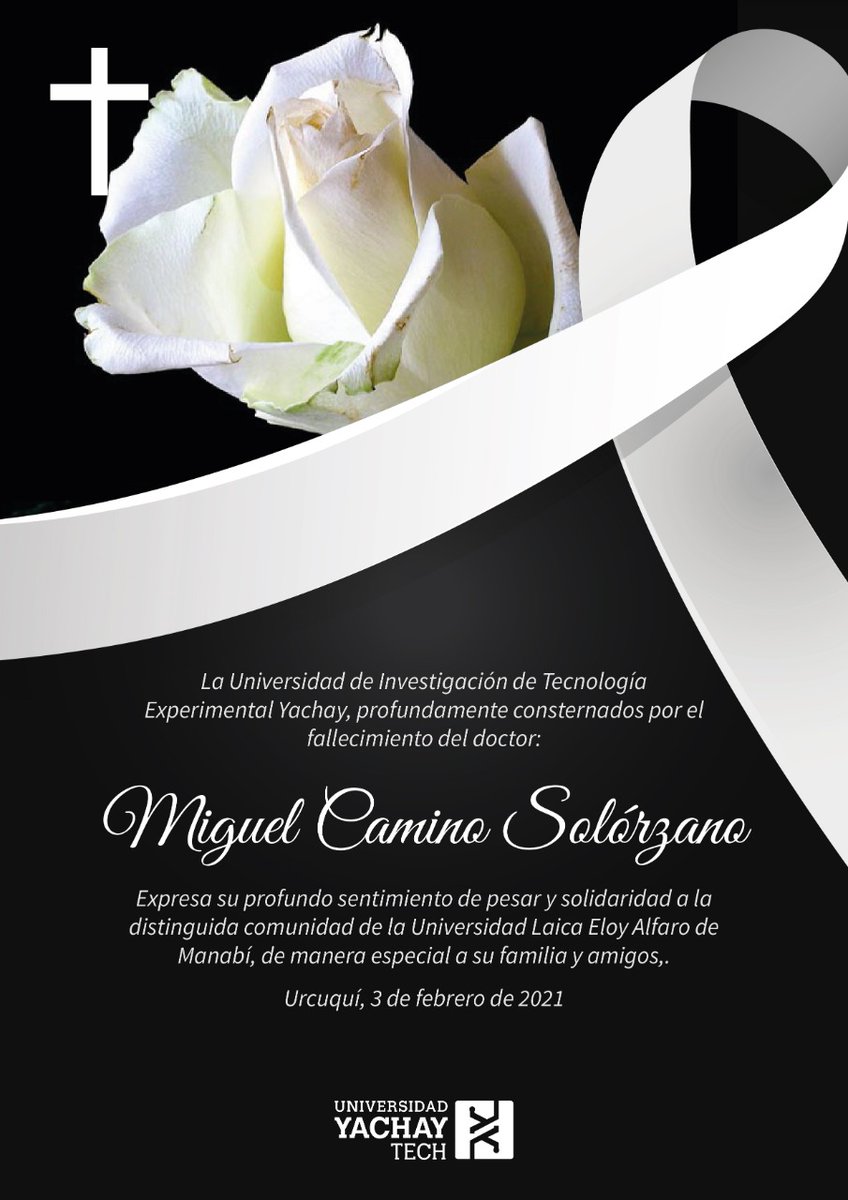 La Universidad de Investigación de Tecnología
Experimental Yachay, profundamente consternados por el
fallecimiento del doctor:
Miguel Camino Solórzano
Expresa su profundo sentimiento de pesar y solidaridad a la
distinguida comunidad de la Universidad Laica Eloy Alfaro de
Manabí, de manera especial a su familia y amigos,.
Urcuquí, 3 de febrero de 2021
UNIVERSIDAD
YACHAY
TECH